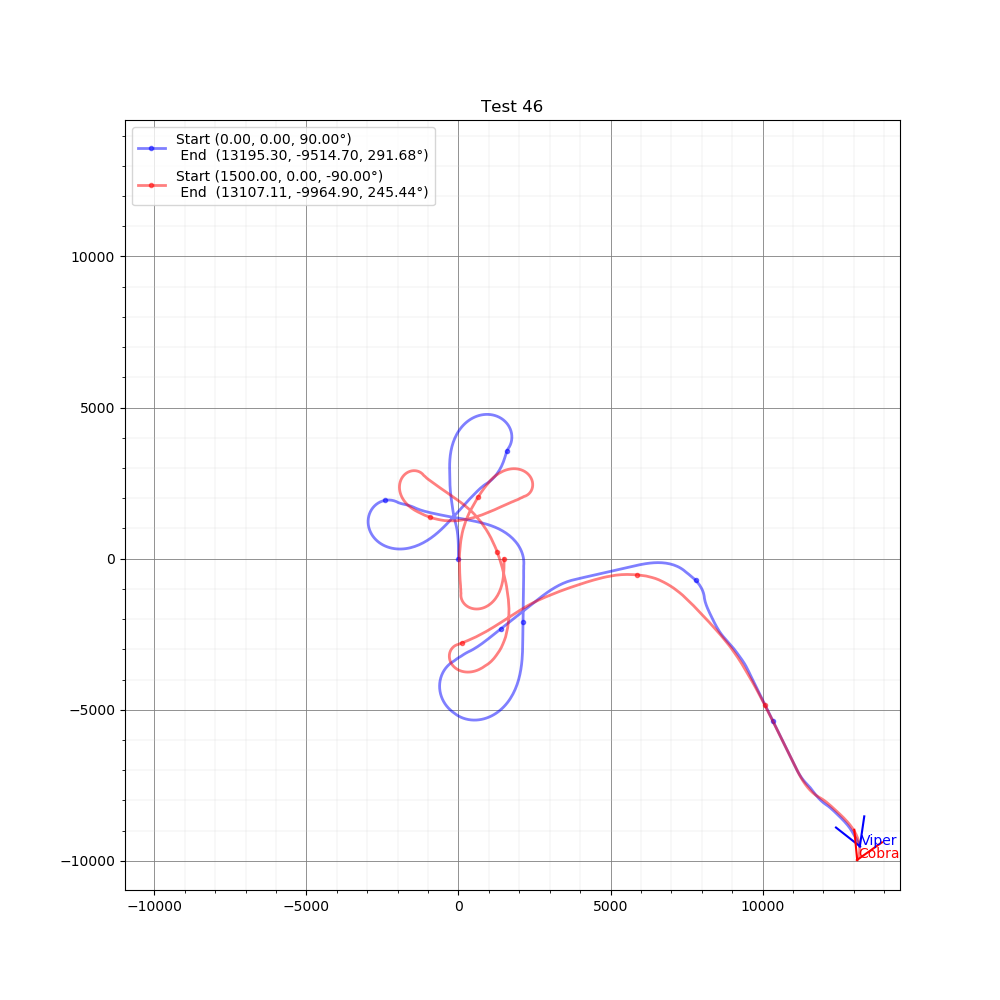 Test 46
Start (0.00, 0.00, 90.00°)
End (13195.30, -9514.70, 291.68°)
Start (1500.00, 0.00, -90.00°)
End (13107.11, -9964.90, 245.44°)
10000
5000
0
−5000
−10000
Viper
Cobra
−10000 −5000 0 5000 10000